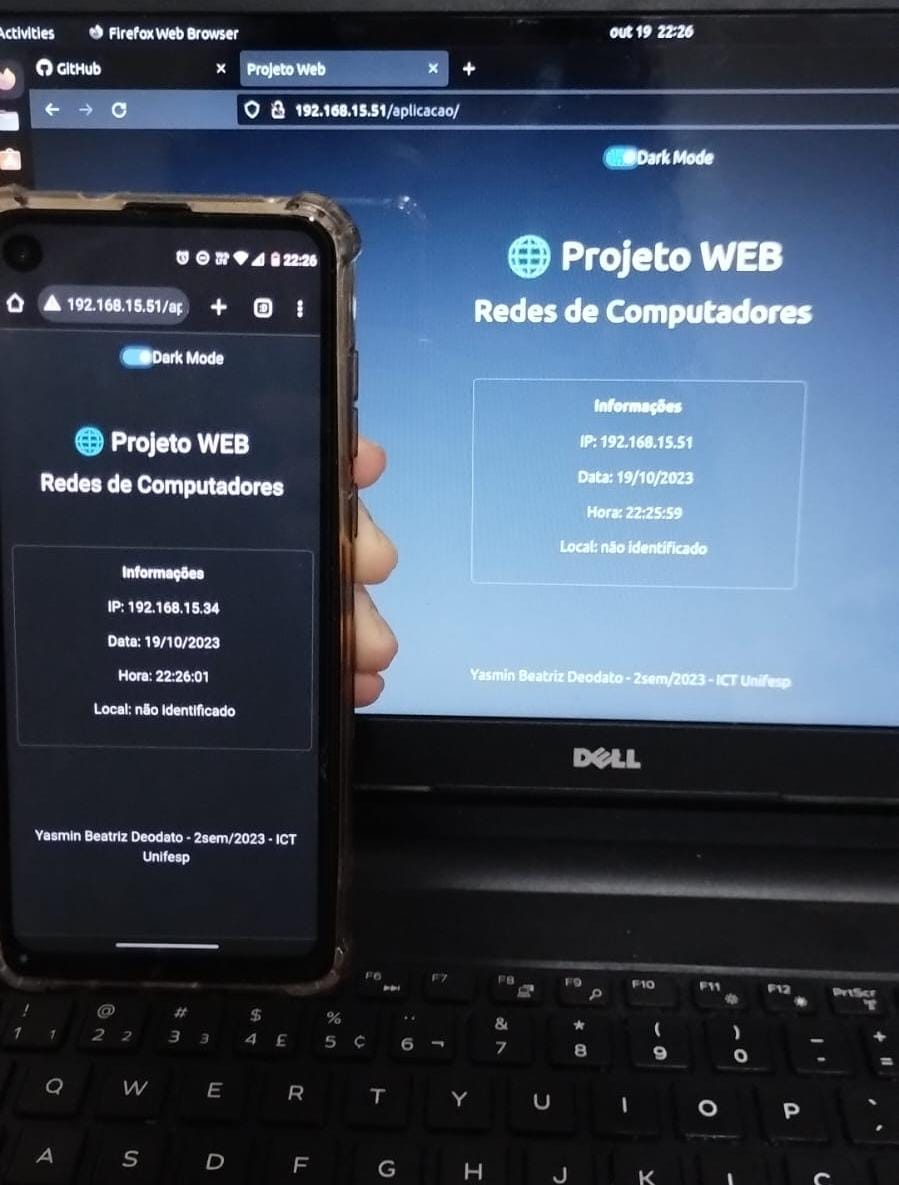 Activities
Firefox Web Browser
out 19 22:26
GitHub
Projeto Web
192.168.15.51/aplicacao/
Dark Mode
Projeto WEB
Redes de Computadores
Informações
IP: 192.168.15.51
Data: 19/10/2023
Hora: 22:25:59
Local: não identificado
Yasmin Beatriz Deodato - 2sem/2023 - ICT Unifesp
22:26
192.168.15.51/ap
Dark Mode
Projeto WEB
Redes de Computadores
Informações
IP: 192.168.15.34
Data: 19/10/2023
Hora: 22:26:01
Local: não identificado
Yasmin Beatriz Deodato - 2sem/2023 - ICT
Unifesp
DELL
F6 F7 F8 F9 F10 F11 F12 PrtScr
! @ # $ % ¨ & * ( ) _ +
1 1 2 2 3 3 4 £ 5 ¢ 6 ¬ 7 8 9 0 - =
Q W E R T Y U I O P
A S D F G H J K L